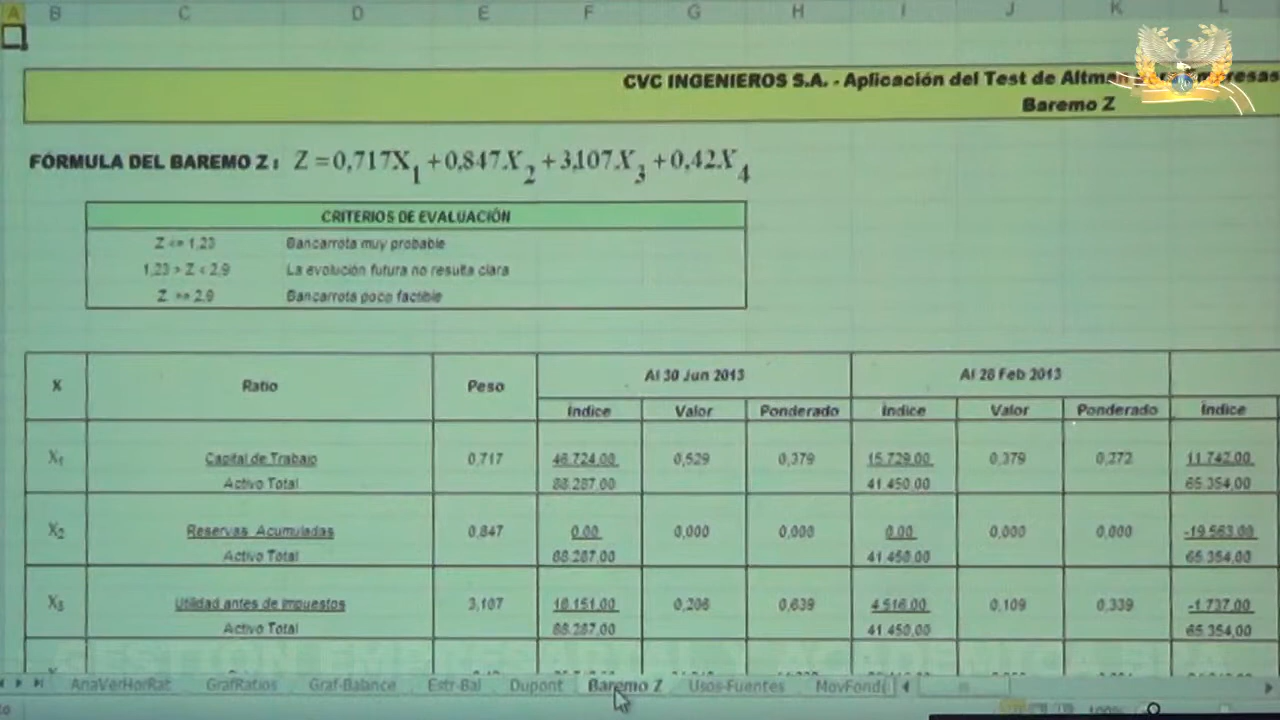 A B C D E F G H I J K L
CVC INGENIEROS S.A. - Aplicación del Test de Altman
Baremo Z
FÓRMULA DEL BAREMO Z: Z=0,717X1+0,847X2+3,107X3+0,42X4
CRITERIOS DE EVALUACIÓN
Z <= 1,23 Bancarrota muy probable
1,23 > Z < 2,9 La evolución futura no resulta clara
Z >= 2,9 Bancarrota poco factible
X Ratio Peso Al 30 Jun 2013 Al 28 Feb 2013
Índice Valor Ponderado Índice Valor Ponderado Índice
X1 Capital de Trabajo 0,717 46.724,00 0,529 0,379 15.729,00 0,379 0,272 11.742,00
Activo Total 88.287,00 41.450,00 65.354,00
X2 Reservas Acumuladas 0,847 0,00 0,000 0,000 0,00 0,000 0,000 -19.563,00
Activo Total 88.287,00 41.450,00 65.354,00
X3 Utilidad antes de Impuestos 3,107 18.151,00 0,206 0,639 4.516,00 0,109 0,339 -1.737,00
Activo Total 88.287,00 41.450,00 65.354,00
AnaVerHorRat GrafRatios Graf-Balance Estr-Bal Dupont Baremo Z Usos-Fuentes MovFond(
100%